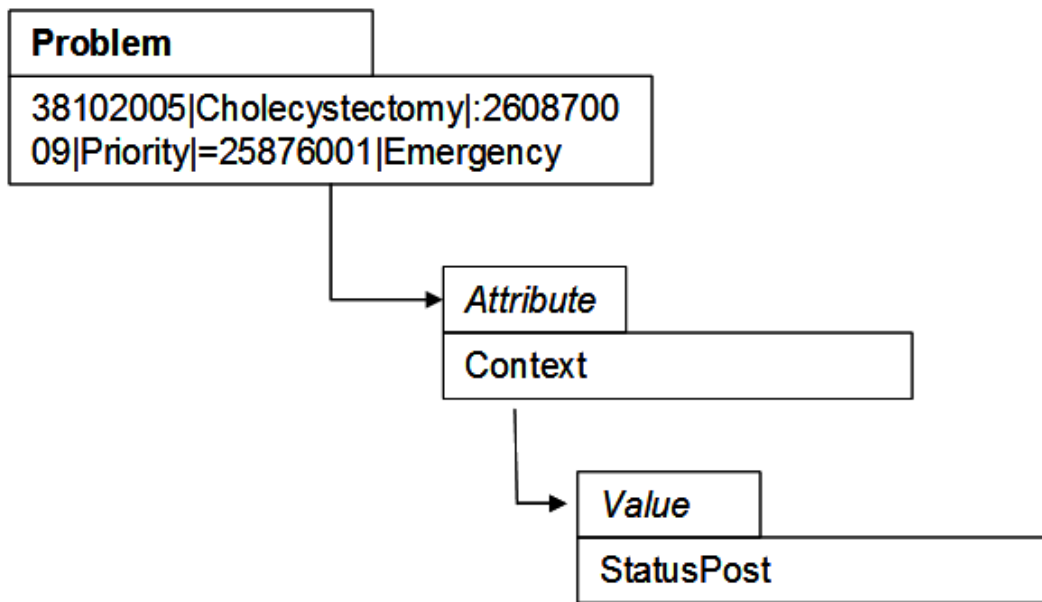 Problem
38102005|Cholecystectomy|:2608700
09|Priority|=25876001|Emergency
Attribute
Context
Value
StatusPost